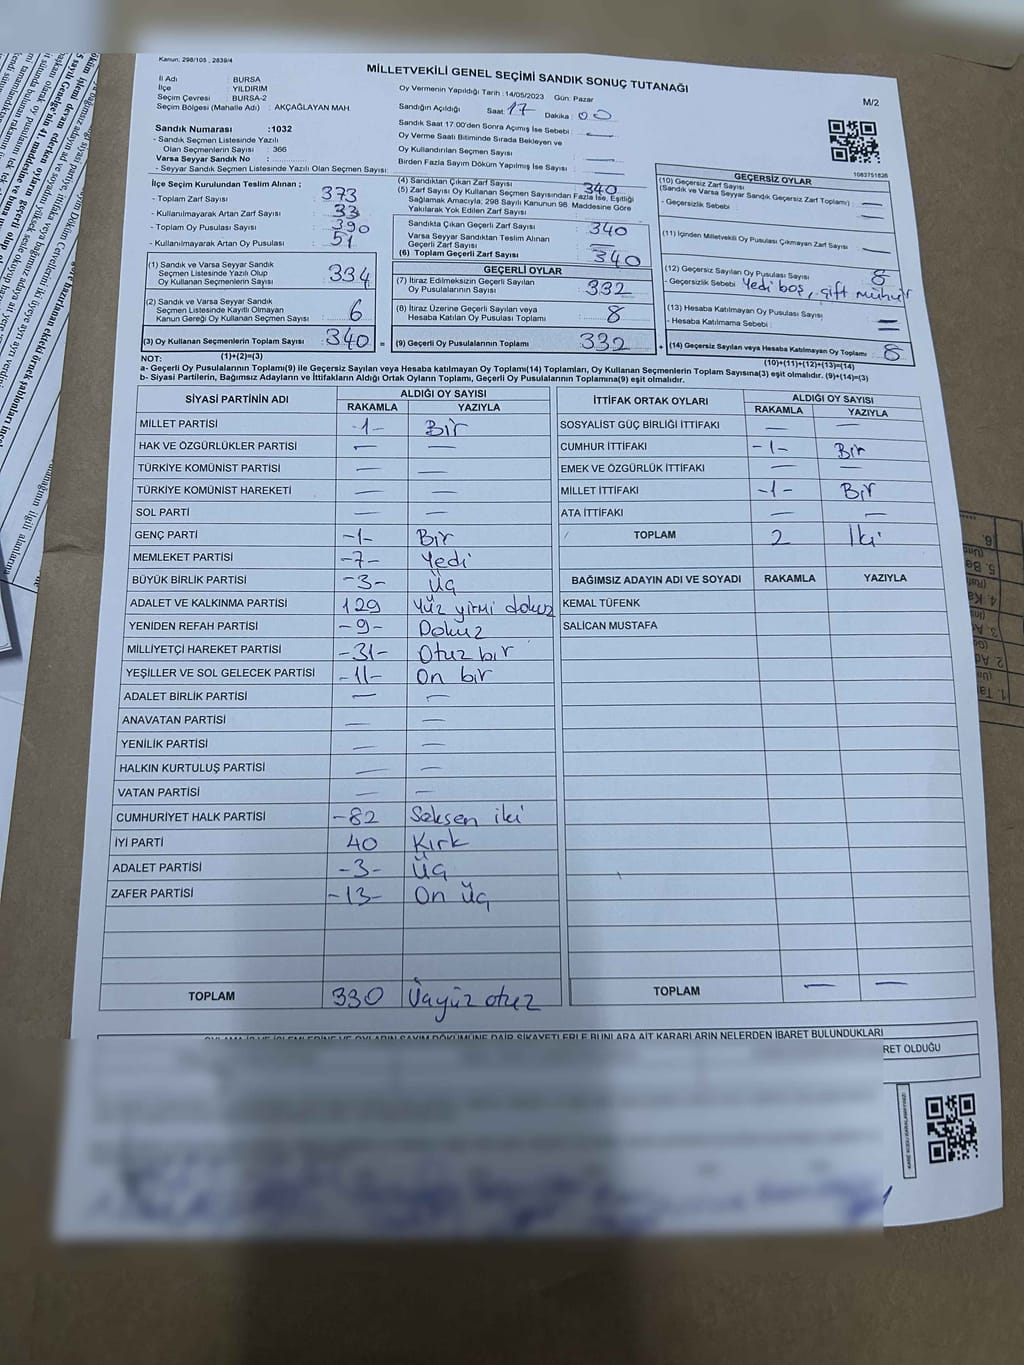 Kanun: 298/105 , 2839/4
MİLLETVEKİLİ GENEL SEÇİMİ SANDIK SONUÇ TUTANAĞI
M/2
İl Adı BURSA
İlçe YILDIRIM
Seçim Çevresi BURSA-2
Seçim Bölgesi (Mahalle Adı) : AKÇAĞLAYAN MAH.
Oy Vermenin Yapıldığı Tarih : 14/05/2023 Gün: Pazar
Sandığın Açıldığı Saat 17 Dakika : 00
Sandık Saat 17.00'den Sonra Açılmış İse Sebebi : —
Oy Verme Saati Bitiminde Sırada Bekleyen ve
Oy Kullandırılan Seçmen Sayısı : —
Birden Fazla Sayım Döküm Yapılmış İse Sayısı : —
Sandık Numarası :1032
- Sandık Seçmen Listesinde Yazılı
Olan Seçmenlerin Sayısı : 366
Varsa Seyyar Sandık No :
- Seyyar Seçmen Listesinde Yazılı Olan Seçmen Sayısı:
1063751836
İlçe Seçim Kurulundan Teslim Alınan ;
- Toplam Zarf Sayısı : 373
- Kullanılmayarak Artan Zarf Sayısı : 33
- Toplam Oy Pusulası Sayısı : 390
- Kullanılmayarak Artan Oy Pusulası : 51
(1) Sandık ve Varsa Seyyar Sandık
Seçmen Listesinde Yazılı Olup
Oy Kullanan Seçmen Sayısı : 334
(2) Sandık ve Varsa Seyyar Sandık
Seçmen Listesinde Kayıtlı Olmayan
Kanun Gereği Oy Kullanan Seçmen Sayısı : 6
(3) Oy Kullanan Seçmenlerin Toplam Sayısı : 340 =
(1)+(2)=(3)
(4) Sandıktan Çıkan Zarf Sayısı : 340
(5) Zarf Sayısı Oy Kullanan Seçmen Sayısından Fazla İse, Eşitliği
Sağlamak Amacıyla, 298 Sayılı Kanunun 98. Maddesine Göre
Yakılarak Yok Edilen Zarf Sayısı :
Sandıkta Çıkan Geçerli Zarf Sayısı : 340
Varsa Seyyar Sandıktan Teslim Alınan
Geçerli Zarf Sayısı : —
(6) Toplam Geçerli Zarf Sayısı : 340
GEÇERLİ OYLAR
(7) İtiraz Edilmeksizin Geçerli Sayılan
Oy Pusulalarının Sayısı : 332
(8) İtiraz Üzerine Geçerli Sayılan veya
Hesaba Katılan Oy Pusulası Toplamı : 8
(9) Geçerli Oy Pusulalarının Toplamı : 332 +
GEÇERSİZ OYLAR
(10) Geçersiz Zarf Sayısı
(Sandık ve Varsa Seyyar Sandık Geçersiz Zarf Toplamı) : —
- Geçersizlik Sebebi : —
(11) İçinden Milletvekili Oy Pusulası Çıkmayan Zarf Sayısı : —
(12) Geçersiz Sayılan Oy Pusulası Sayısı : 8
- Geçersizlik Sebebi Yedi boş, çift mühür
(13) Hesaba Katılmayan Oy Pusulası Sayısı : —
- Hesaba Katılmama Sebebi : —
(14) Geçersiz Sayılan veya Hesaba Katılmayan Oy Toplamı : 8
(10)+(11)+(12)+(13)=(14)
NOT:
a- Geçerli Oy Pusulalarının Toplamı(9) ile Geçersiz Sayılan veya Hesaba katılmayan Oy Toplamı(14) Toplamları, Oy Kullanan Seçmenlerin Toplam Sayısına(3) eşit olmalıdır. (9)+(14)=(3)
b- Siyasi Partilerin, Bağımsız Adayların ve İttifakların Aldığı Ortak Oyların Toplamı, Geçerli Oy Pusulalarının Toplamına(9) eşit olmalıdır.
SİYASİ PARTİNİN ADI ALDIĞI OY SAYISI
RAKAMLA YAZIYLA
MİLLET PARTİSİ -1- Bir
HAK VE ÖZGÜRLÜKLER PARTİSİ — —
TÜRKİYE KOMÜNİST PARTİSİ — —
TÜRKİYE KOMÜNİST HAREKETİ — —
SOL PARTİ — —
GENÇ PARTİ -1- Bir
MEMLEKET PARTİSİ -7- Yedi
BÜYÜK BİRLİK PARTİSİ -3- Üç
ADALET VE KALKINMA PARTİSİ 129 Yüz yirmi dokuz
YENİDEN REFAH PARTİSİ -9- Dokuz
MİLLİYETÇİ HAREKET PARTİSİ -31- Otuz bir
YEŞİLLER VE SOL GELECEK PARTİSİ -11- On bir
ADALET BİRLİK PARTİSİ — —
ANAVATAN PARTİSİ — —
YENİLİK PARTİSİ — —
HALKIN KURTULUŞ PARTİSİ — —
VATAN PARTİSİ — —
CUMHURİYET HALK PARTİSİ -82 Seksen iki
İYİ PARTİ 40 Kırk
ADALET PARTİSİ -3- Üç
ZAFER PARTİSİ -13- On üç
TOPLAM 330 Üçyüz otuz
İTTİFAK ORTAK OYLARI ALDIĞI OY SAYISI
RAKAMLA YAZIYLA
SOSYALİST GÜÇ BİRLİĞİ İTTİFAKI — —
CUMHUR İTTİFAKI -1- Bir
EMEK VE ÖZGÜRLÜK İTTİFAKI — —
MİLLET İTTİFAKI -1- Bir
ATA İTTİFAKI — —
TOPLAM 2 İki
BAĞIMSIZ ADAYIN ADI VE SOYADI RAKAMLA YAZIYLA
KEMAL TÜFENK
SALİCAN MUSTAFA
TOPLAM — —
OYLAMA İŞ VE İŞLEMLERİNE VE OYLARIN SAYIM DÖKÜMÜNE DAİR ŞİKAYETLERLE BUNLARA AİT KARARLARIN NELERDEN İBARET BULUNDUKLARI
RET OLDUĞU